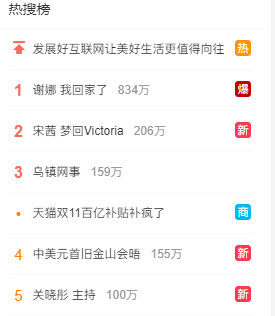 热搜榜
发展好互联网让美好生活更值得向往 热
1 谢娜 我回家了 834万 爆
2 宋茜 梦回Victoria 206万 新
3 乌镇网事 159万
• 天猫双11百亿补贴补疯了 商
4 中美元首旧金山会晤 155万 新
5 关晓彤 主持 100万 新